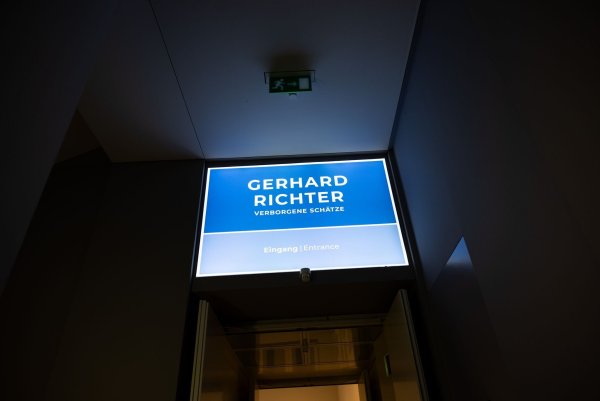 GERHARD
RICHTER
VERBORGENE SCHÄTZE
Eingang | Entrance